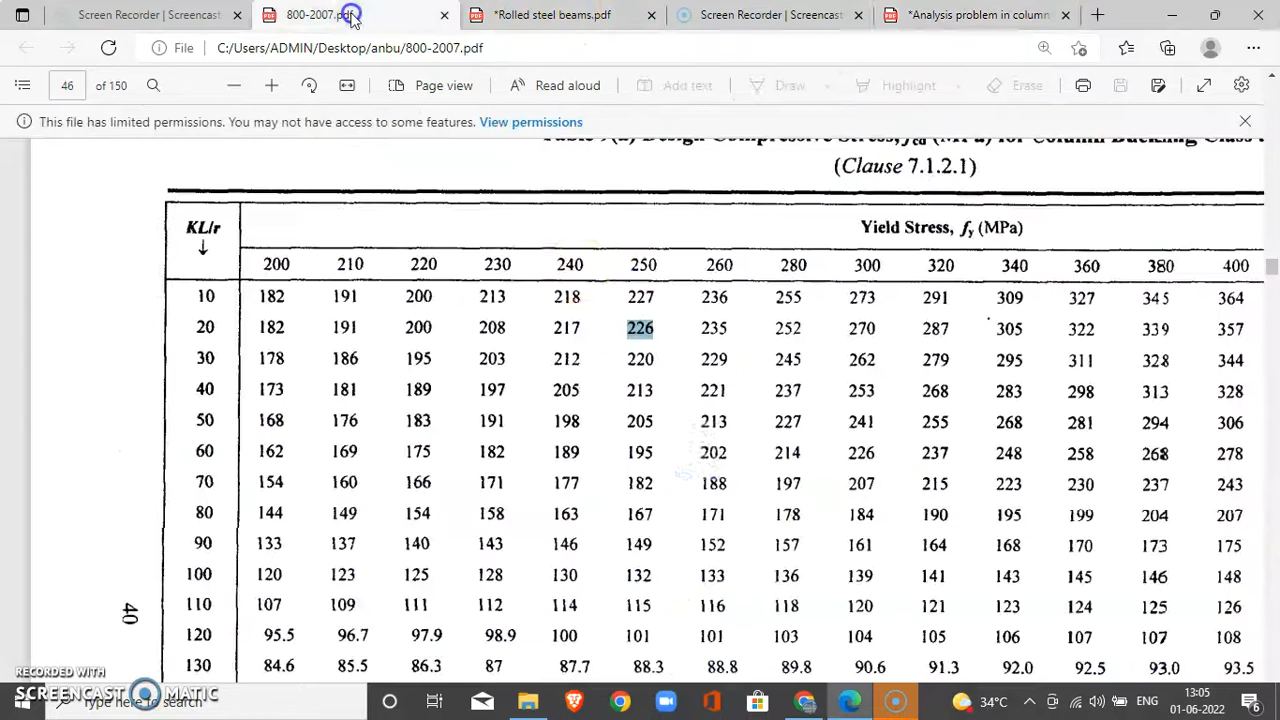 Screen Recorder | Screencast
800-2007.pdf
*Rolled steel beams.pdf
Screen Recorder | Screencast
*Analysis problem in column
File C:/Users/ADMIN/Desktop/anbu/800-2007.pdf
46 of 150
Page view
Read aloud
Add text
Draw
Highlight
Erase
This file has limited permissions. You may not have access to some features. View permissions
(Clause 7.1.2.1)
KL/r ↓
Yield Stress, fy (MPa)
200 210 220 230 240 250 260 280 300 320 340 360 380 400
10 182 191 200 213 218 227 236 255 273 291 309 327 345 364
20 182 191 200 208 217 226 235 252 270 287 305 322 339 357
30 178 186 195 203 212 220 229 245 262 279 295 311 328 344
40 173 181 189 197 205 213 221 237 253 268 283 298 313 328
50 168 176 183 191 198 205 213 227 241 255 268 281 294 306
60 162 169 175 182 189 195 202 214 226 237 248 258 268 278
70 154 160 166 171 177 182 188 197 207 215 223 230 237 243
80 144 149 154 158 163 167 171 178 184 190 195 199 204 207
90 133 137 140 143 146 149 152 157 161 164 168 170 173 175
100 120 123 125 128 130 132 133 136 139 141 143 145 146 148
110 107 109 111 112 114 115 116 118 120 121 123 124 125 126
120 95.5 96.7 97.9 98.9 100 101 101 103 104 105 106 107 107 108
130 84.6 85.5 86.3 87 87.7 88.3 88.8 89.8 90.6 91.3 92.0 92.5 93.0 93.5
40
RECORDED WITH
SCREENCAST MATIC
Type here to search
34°C
ENG
13:05
01-06-2022
6